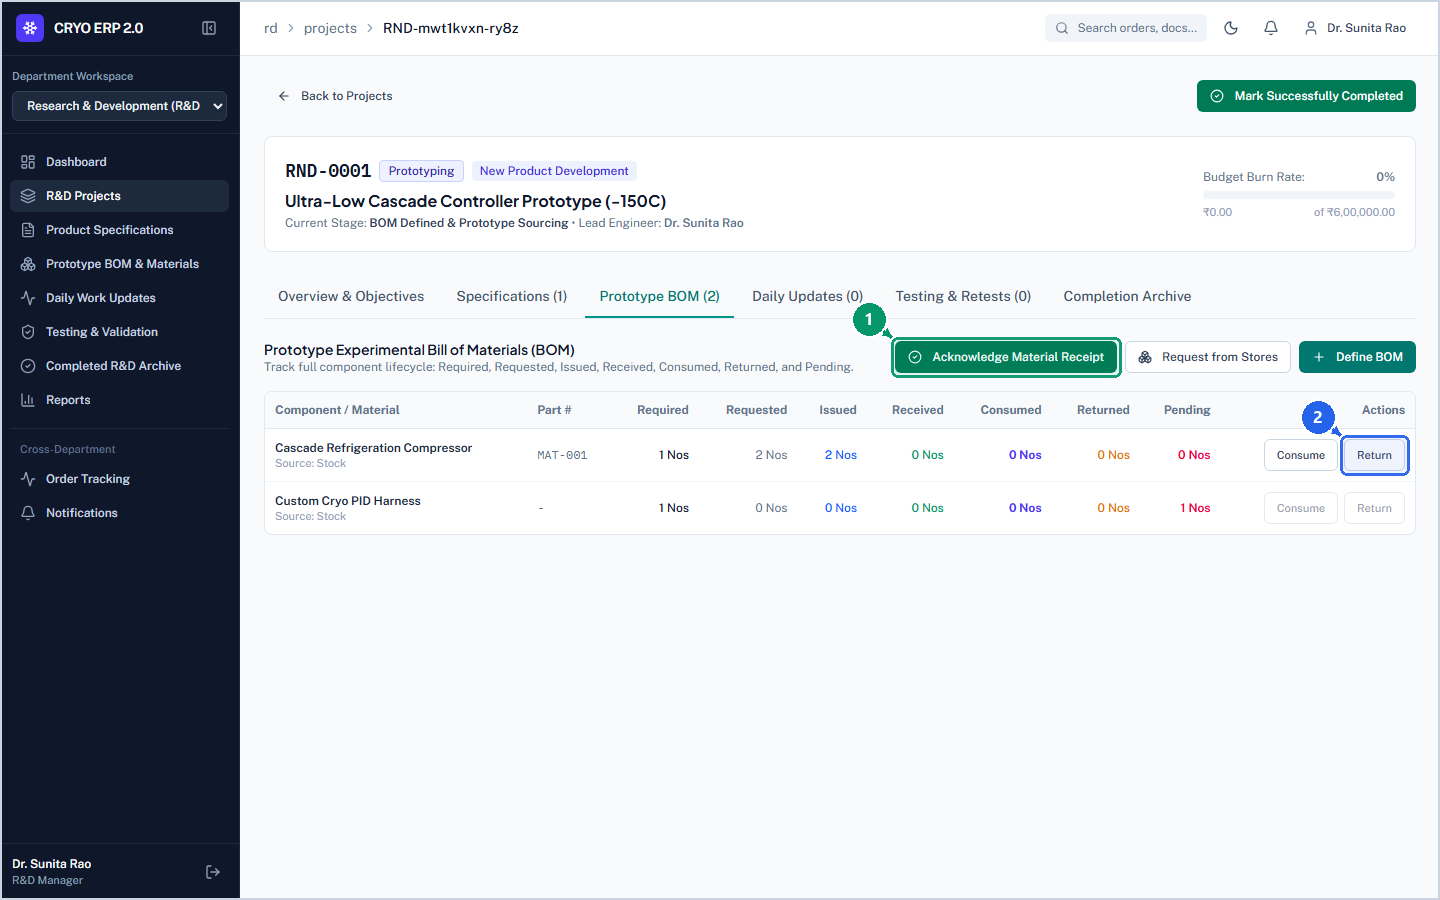 CRYO ERP 2.0
rd > projects > RND-mwt1kvxn-ry8z
Search orders, docs...
Dr. Sunita Rao
Department Workspace
Research & Development (R&D
Dashboard
R&D Projects
Product Specifications
Prototype BOM & Materials
Daily Work Updates
Testing & Validation
Completed R&D Archive
Reports
Cross-Department
Order Tracking
Notifications
Dr. Sunita Rao
R&D Manager
Back to Projects
Mark Successfully Completed
RND-0001 Prototyping New Product Development
Ultra-Low Cascade Controller Prototype (-150C)
Current Stage: BOM Defined & Prototype Sourcing • Lead Engineer: Dr. Sunita Rao
Budget Burn Rate: 0%
₹0.00 of ₹6,00,000.00
Overview & Objectives Specifications (1) Prototype BOM (2) Daily Updates (0) Testing & Retests (0) Completion Archive
1
Prototype Experimental Bill of Materials (BOM)
Track full component lifecycle: Required, Requested, Issued, Received, Consumed, Returned, and Pending.
Acknowledge Material Receipt Request from Stores + Define BOM
Component / Material Part # Required Requested Issued Received Consumed Returned Pending Actions
2
Cascade Refrigeration Compressor MAT-001 1 Nos 2 Nos 2 Nos 0 Nos 0 Nos 0 Nos 0 Nos Consume Return
Source: Stock
Custom Cryo PID Harness - 1 Nos 0 Nos 0 Nos 0 Nos 0 Nos 0 Nos 1 Nos Consume Return
Source: Stock